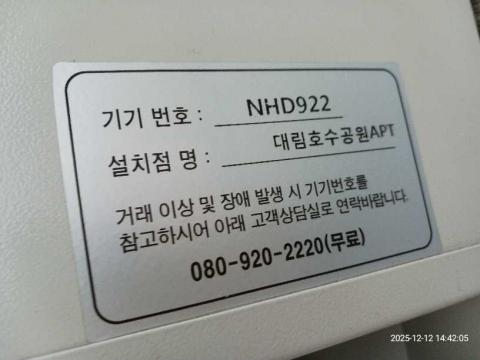 기기 번호 : NHD922
설치점 명 : 대림호수공원APT
거래 이상 및 장애 발생 시 기기번호를
참고하시어 아래 고객상담실로 연락바랍니다.
080-920-2220(무료)
2025-12-12 14:42:05